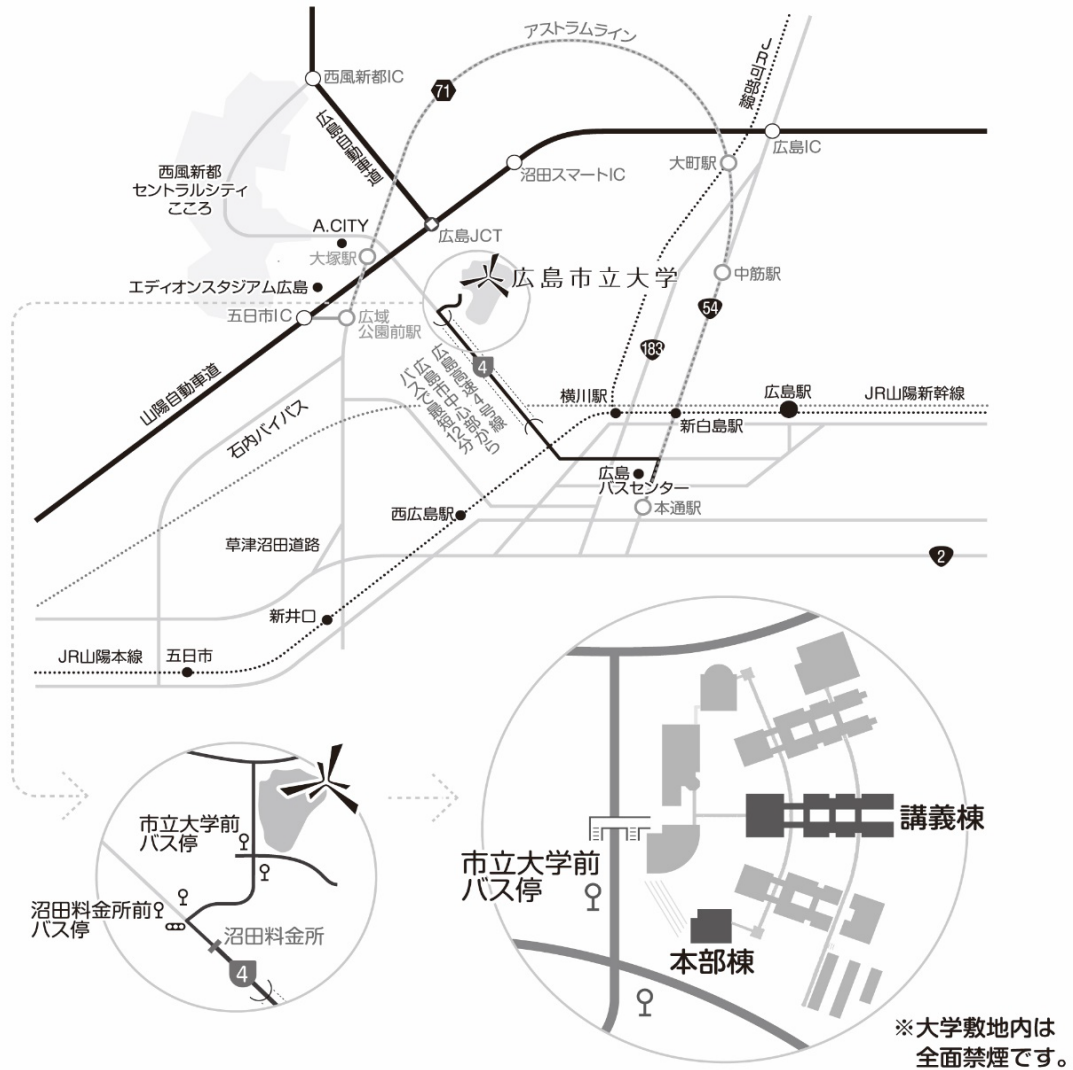 アストラムライン
JR可部線
西風新都IC
71
広島自動車道
広島IC
大町駅
沼田スマートIC
西風新都
セントラルシティ
こころ
A.CITY
広島JCT
大塚駅
広島市立大学
中筋駅
エディオンスタジアム広島
五日市IC
広域
公園前駅
54
183
4
広島高速4号線から
広島市中心部
バスで最短12分
山陽自動車道
石内バイパス
横川駅
広島駅
JR山陽新幹線
新白島駅
広島
バスセンター
本通駅
西広島駅
草津沼田道路
2
新井口
JR山陽本線
五日市
市立大学前
バス停
沼田料金所前
バス停
沼田料金所
4
講義棟
市立大学前
バス停
本部棟
※大学敷地内は
全面禁煙です。